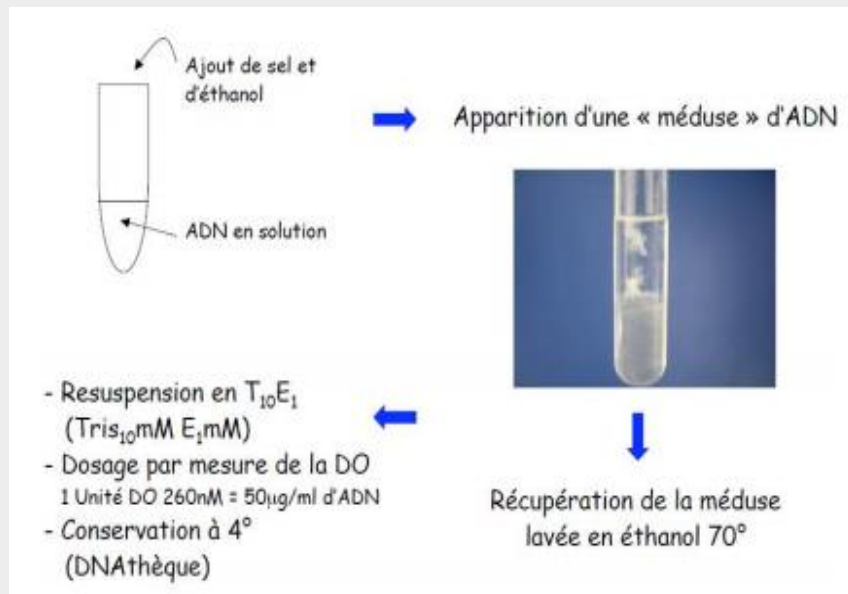 Ajout de sel et
d'éthanol
ADN en solution
Apparition d'une « méduse » d'ADN
Récupération de la méduse
lavée en éthanol 70°
- Resuspension en T₁₀E₁
(Tris₁₀mM E₁mM)
- Dosage par mesure de la DO
1 Unité DO 260nM = 50µg/ml d'ADN
- Conservation à 4°
(DNAthèque)